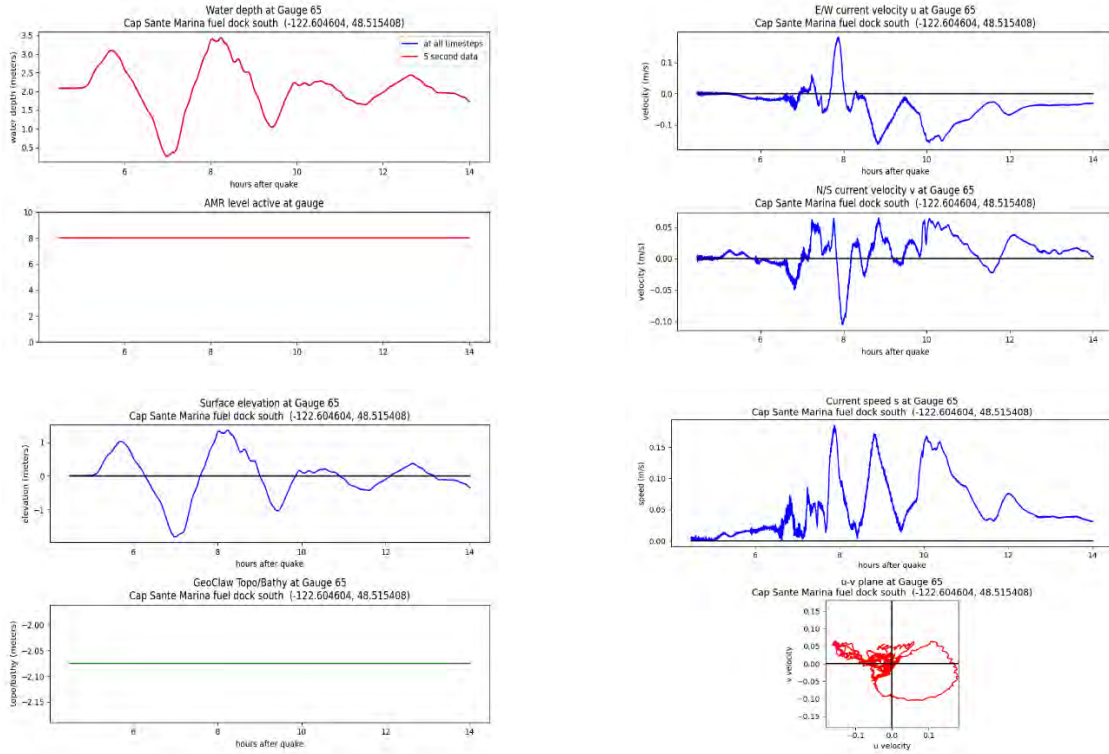 Water depth at Gauge 65
Cap Sante Marina fuel dock south (-122.604604, 48.515408)
3.5
3.0
2.5
2.0
1.5
1.0
0.5
water depth (meters)
at all timesteps
5 second data
6
8
10
12
14
hours after quake
AMR level active at gauge
10
8
6
4
2
0
6
8
10
12
14
hours after quake
Surface elevation at Gauge 65
Cap Sante Marina fuel dock south (-122.604604, 48.515408)
1
0
−1
elevation (meters)
6
8
10
12
14
hours after quake
GeoClaw Topo/Bathy at Gauge 65
Cap Sante Marina fuel dock south (-122.604604, 48.515408)
−2.00
−2.05
−2.10
−2.15
topo/bathy (meters)
6
8
10
12
14
hours after quake
E/W current velocity u at Gauge 65
Cap Sante Marina fuel dock south (-122.604604, 48.515408)
0.1
0.0
−0.1
velocity (m/s)
6
8
10
12
14
hours after quake
N/S current velocity v at Gauge 65
Cap Sante Marina fuel dock south (-122.604604, 48.515408)
0.05
0.00
−0.05
−0.10
velocity (m/s)
6
8
10
12
14
hours after quake
Current speed s at Gauge 65
Cap Sante Marina fuel dock south (-122.604604, 48.515408)
0.15
0.10
0.05
0.00
speed (m/s)
6
8
10
12
14
hours after quake
u-v plane at Gauge 65
Cap Sante Marina fuel dock south (-122.604604, 48.515408)
0.15
0.10
0.05
0.00
−0.05
−0.10
−0.15
v velocity
−0.1
0.0
0.1
u velocity